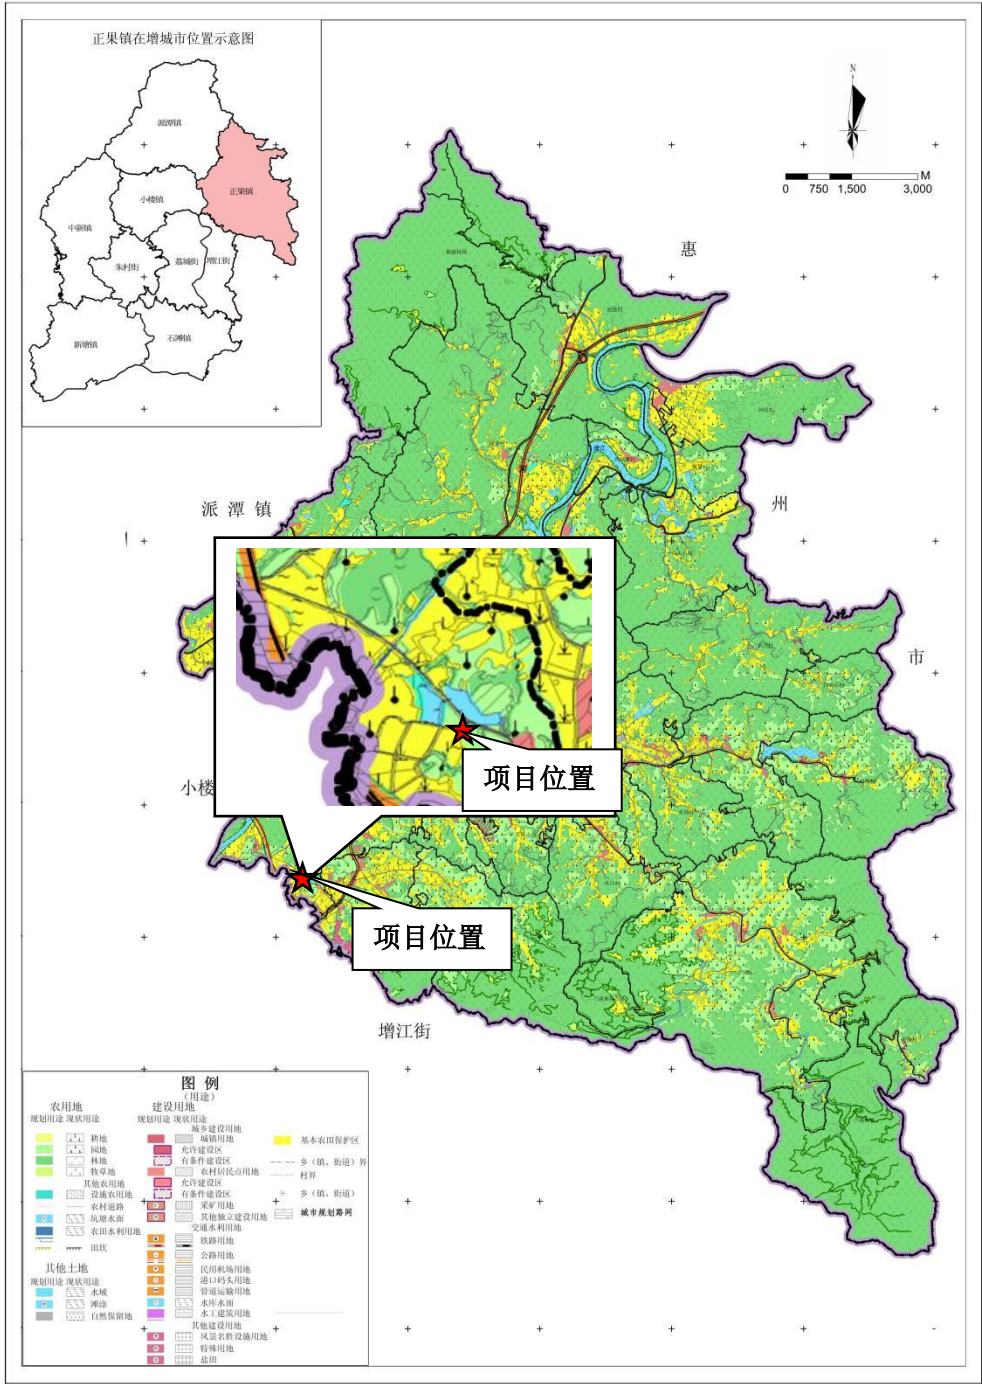 正果镇在增城市位置示意图
派潭镇
正果镇
小楼镇
中新镇
荔城街
增江街
朱村街
新塘镇
石滩镇
N
M
0 750 1,500 3,000
惠
州
市
派潭镇
小楼
项目位置
项目位置
增江街
图 例
(用途)
农用地
规划用途 现状用途
耕地
园地
林地
牧草地
其他农用地
设施农用地
农村道路
坑塘水面
农田水利用地
田坎
其他土地
规划用途 现状用途
水域
滩涂
自然保留地
建设用地
规划用途 现状用途
城乡建设用地
城镇用地
允许建设区
有条件建设区
农村居民点用地
允许建设区
有条件建设区
采矿用地
其他独立建设用地
交通水利用地
铁路用地
公路用地
民用机场用地
港口码头用地
管道运输用地
水库水面
水工建筑用地
其他建设用地
风景名胜设施用地
特殊用地
盐田
基本农田保护区
乡（镇、街道）界
村界
乡（镇、街道）
城市规划路网